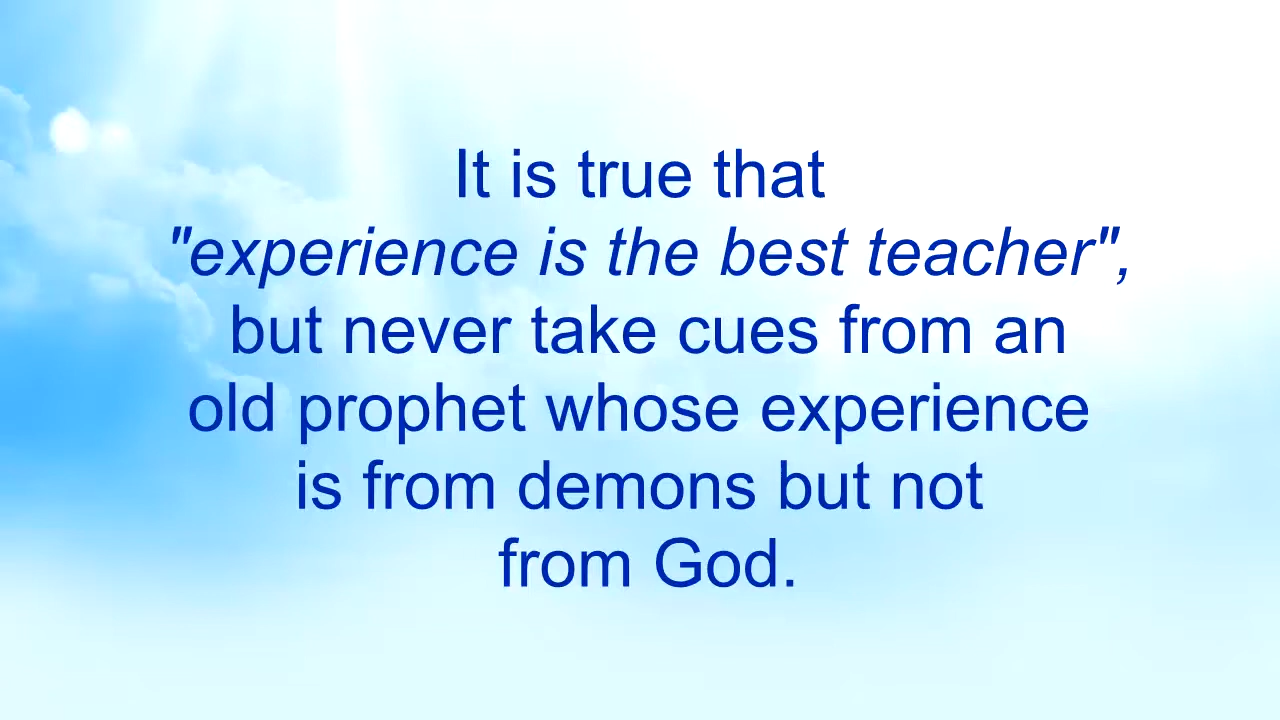 It is true that
"experience is the best teacher",
but never take cues from an
old prophet whose experience
is from demons but not
from God.